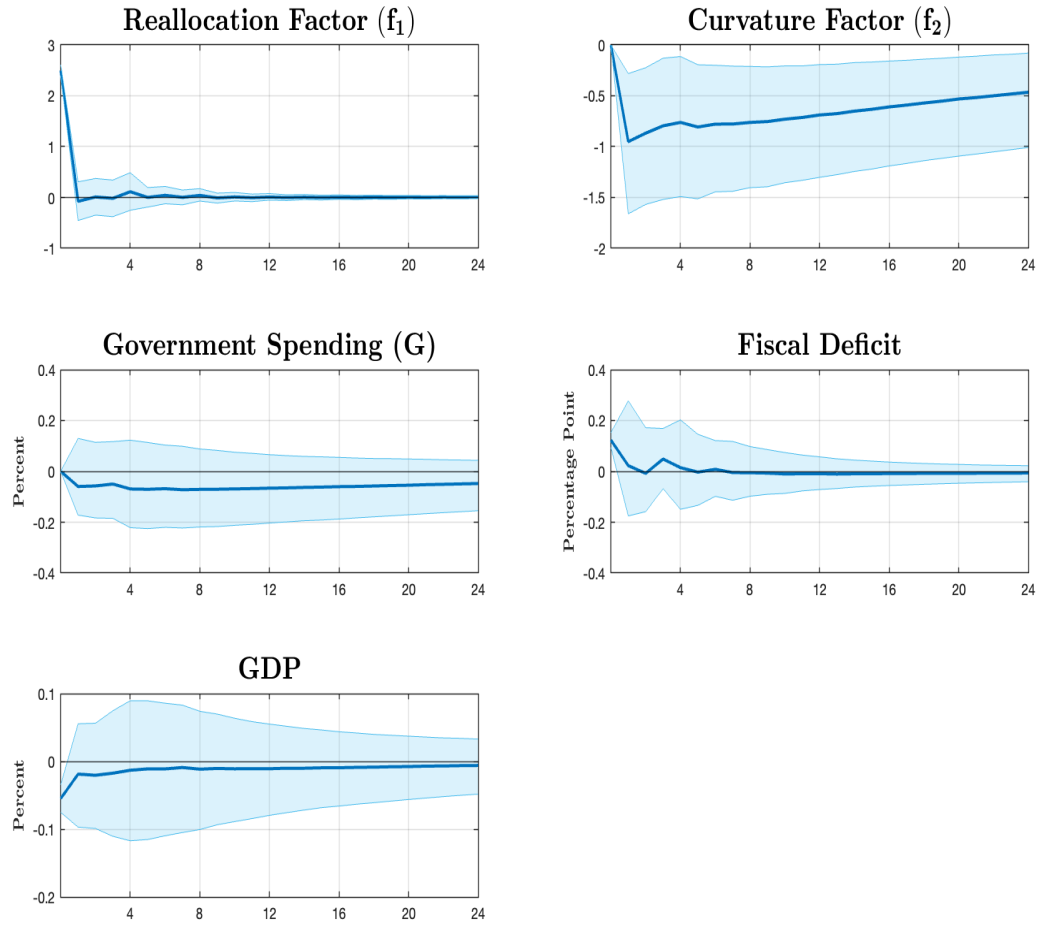 Reallocation Factor (f₁)
3
2
1
0
-1
4 8 12 16 20 24
Curvature Factor (f₂)
0
-0.5
-1
-1.5
-2
4 8 12 16 20 24
Government Spending (G)
Percent
0.4
0.2
0
-0.2
-0.4
4 8 12 16 20 24
Fiscal Deficit
Percentage Point
0.4
0.2
0
-0.2
-0.4
4 8 12 16 20 24
GDP
Percent
0.1
0
-0.1
-0.2
4 8 12 16 20 24